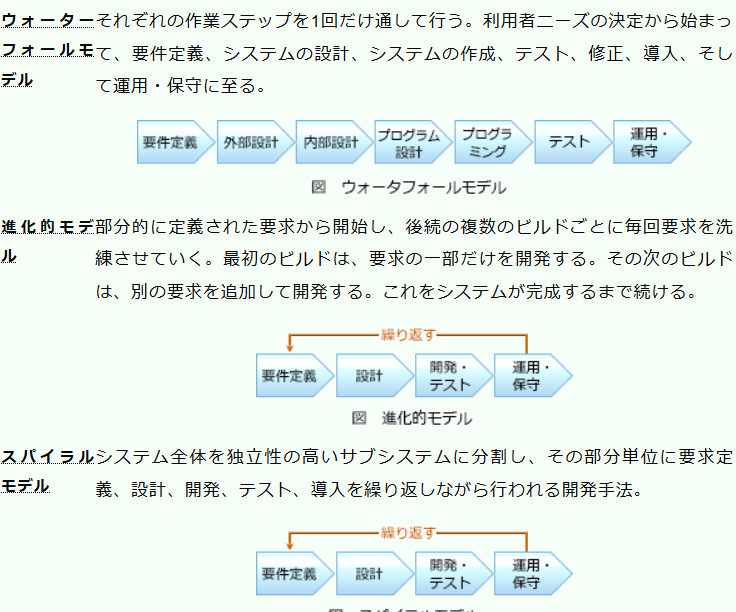 ウォーターフォールモデル
それぞれの作業ステップを1回だけ通して行う。利用者ニーズの決定から始まっ
て、要件定義、システムの設計、システムの作成、テスト、修正、導入、そし
て運用・保守に至る。
要件定義 外部設計 内部設計 プログラム設計 プログラミング テスト 運用・保守
図 ウォータフォールモデル
進化的モデル
部分的に定義された要求から開始し、後続の複数のビルドごとに毎回要求を洗
練させていく。最初のビルドは、要求の一部だけを開発する。その次のビルド
は、別の要求を追加して開発する。これをシステムが完成するまで続ける。
繰り返す
要件定義 設計 開発・テスト 運用・保守
図 進化的モデル
スパイラルモデル
システム全体を独立性の高いサブシステムに分割し、その部分単位に要求定
義、設計、開発、テスト、導入を繰り返しながら行われる開発手法。
繰り返す
要件定義 設計 開発・テスト 運用・保守